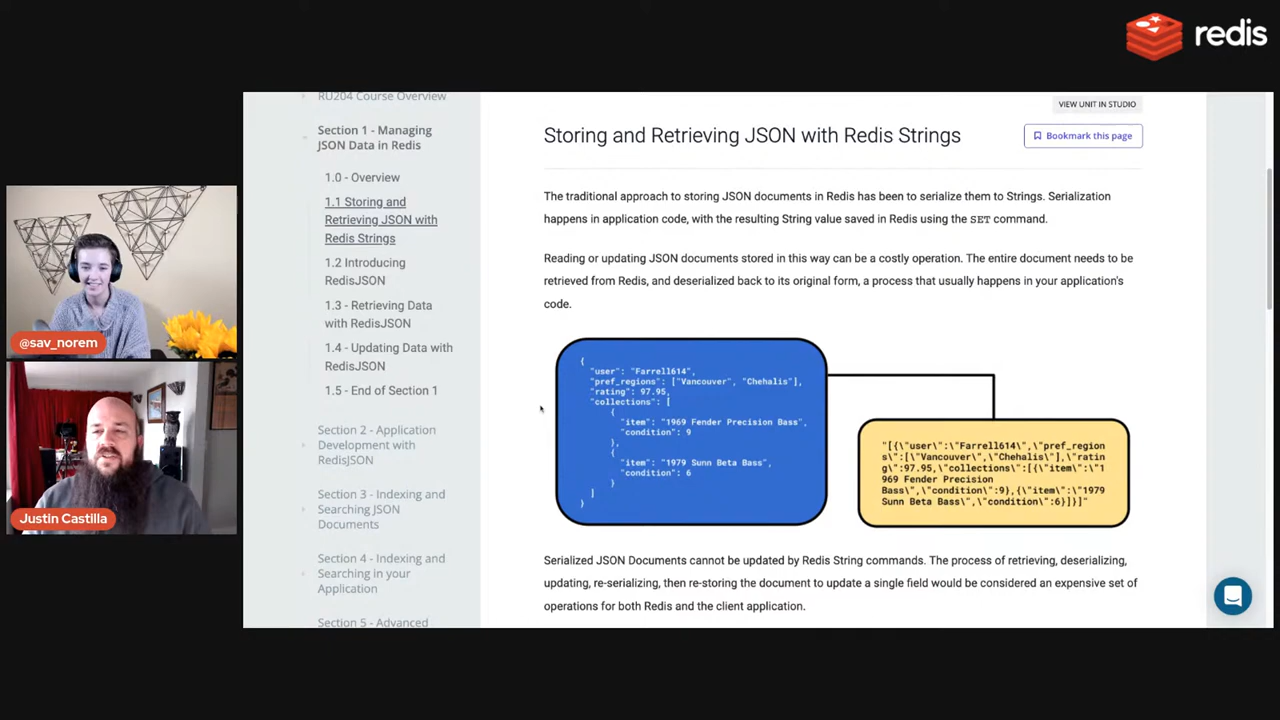 redis
RU204 Course Overview
Section 1 - Managing
JSON Data in Redis
1.0 - Overview
1.1 Storing and
Retrieving JSON with
Redis Strings
1.2 Introducing
RedisJSON
1.3 - Retrieving Data
with RedisJSON
1.4 - Updating Data with
RedisJSON
1.5 - End of Section 1
Section 2 - Application
Development with
RedisJSON
Section 3 - Indexing and
Searching JSON
Documents
Section 4 - Indexing and
Searching in your
Application
Section 5 - Advanced
VIEW UNIT IN STUDIO
Storing and Retrieving JSON with Redis Strings
Bookmark this page
The traditional approach to storing JSON documents in Redis has been to serialize them to Strings. Serialization
happens in application code, with the resulting String value saved in Redis using the SET command.
Reading or updating JSON documents stored in this way can be a costly operation. The entire document needs to be
retrieved from Redis, and deserialized back to its original form, a process that usually happens in your application's
code.
{
"user": "Farrell614",
"pref_regions": ["Vancouver", "Chehalis"],
"rating": 97.95,
"collections": [
{
"item": "1969 Fender Precision Bass",
"condition": 9
},
{
"item": "1979 Sunn Beta Bass",
"condition": 6
}
]
}
"[{\"user\":\"Farrell614\",\"pref_region
s\":[\"Vancouver\",\"Chehalis\"],\"ratin
g\":97.95,\"collections\":[{\"item\":\"1
969 Fender Precision
Bass\",\"condition\":9},{\"item\":\"1979
Sunn Beta Bass\",\"condition\":6}]}]"
Serialized JSON Documents cannot be updated by Redis String commands. The process of retrieving, deserializing,
updating, re-serializing, then re-storing the document to update a single field would be considered an expensive set of
operations for both Redis and the client application.
@sav_norem
Justin Castilla